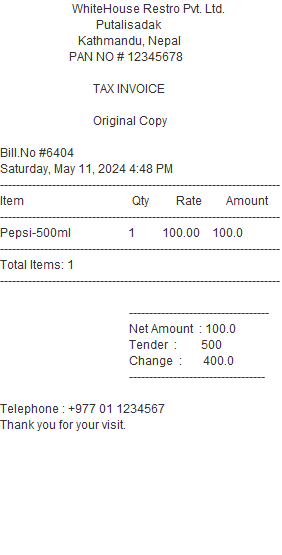 WhiteHouse Restro Pvt. Ltd.
Putalisadak
Kathmandu, Nepal
PAN NO # 12345678
TAX INVOICE
Original Copy
Bill.No #6404
Saturday, May 11, 2024 4:48 PM
----------------------------------------------------------------------
Item Qty Rate Amount
----------------------------------------------------------------------
Pepsi-500ml 1 100.00 100.0
----------------------------------------------------------------------
Total Items: 1
----------------------------------------------------------------------
-----------------------------------
Net Amount : 100.0
Tender : 500
Change : 400.0
----------------------------------
Telephone : +977 01 1234567
Thank you for your visit.